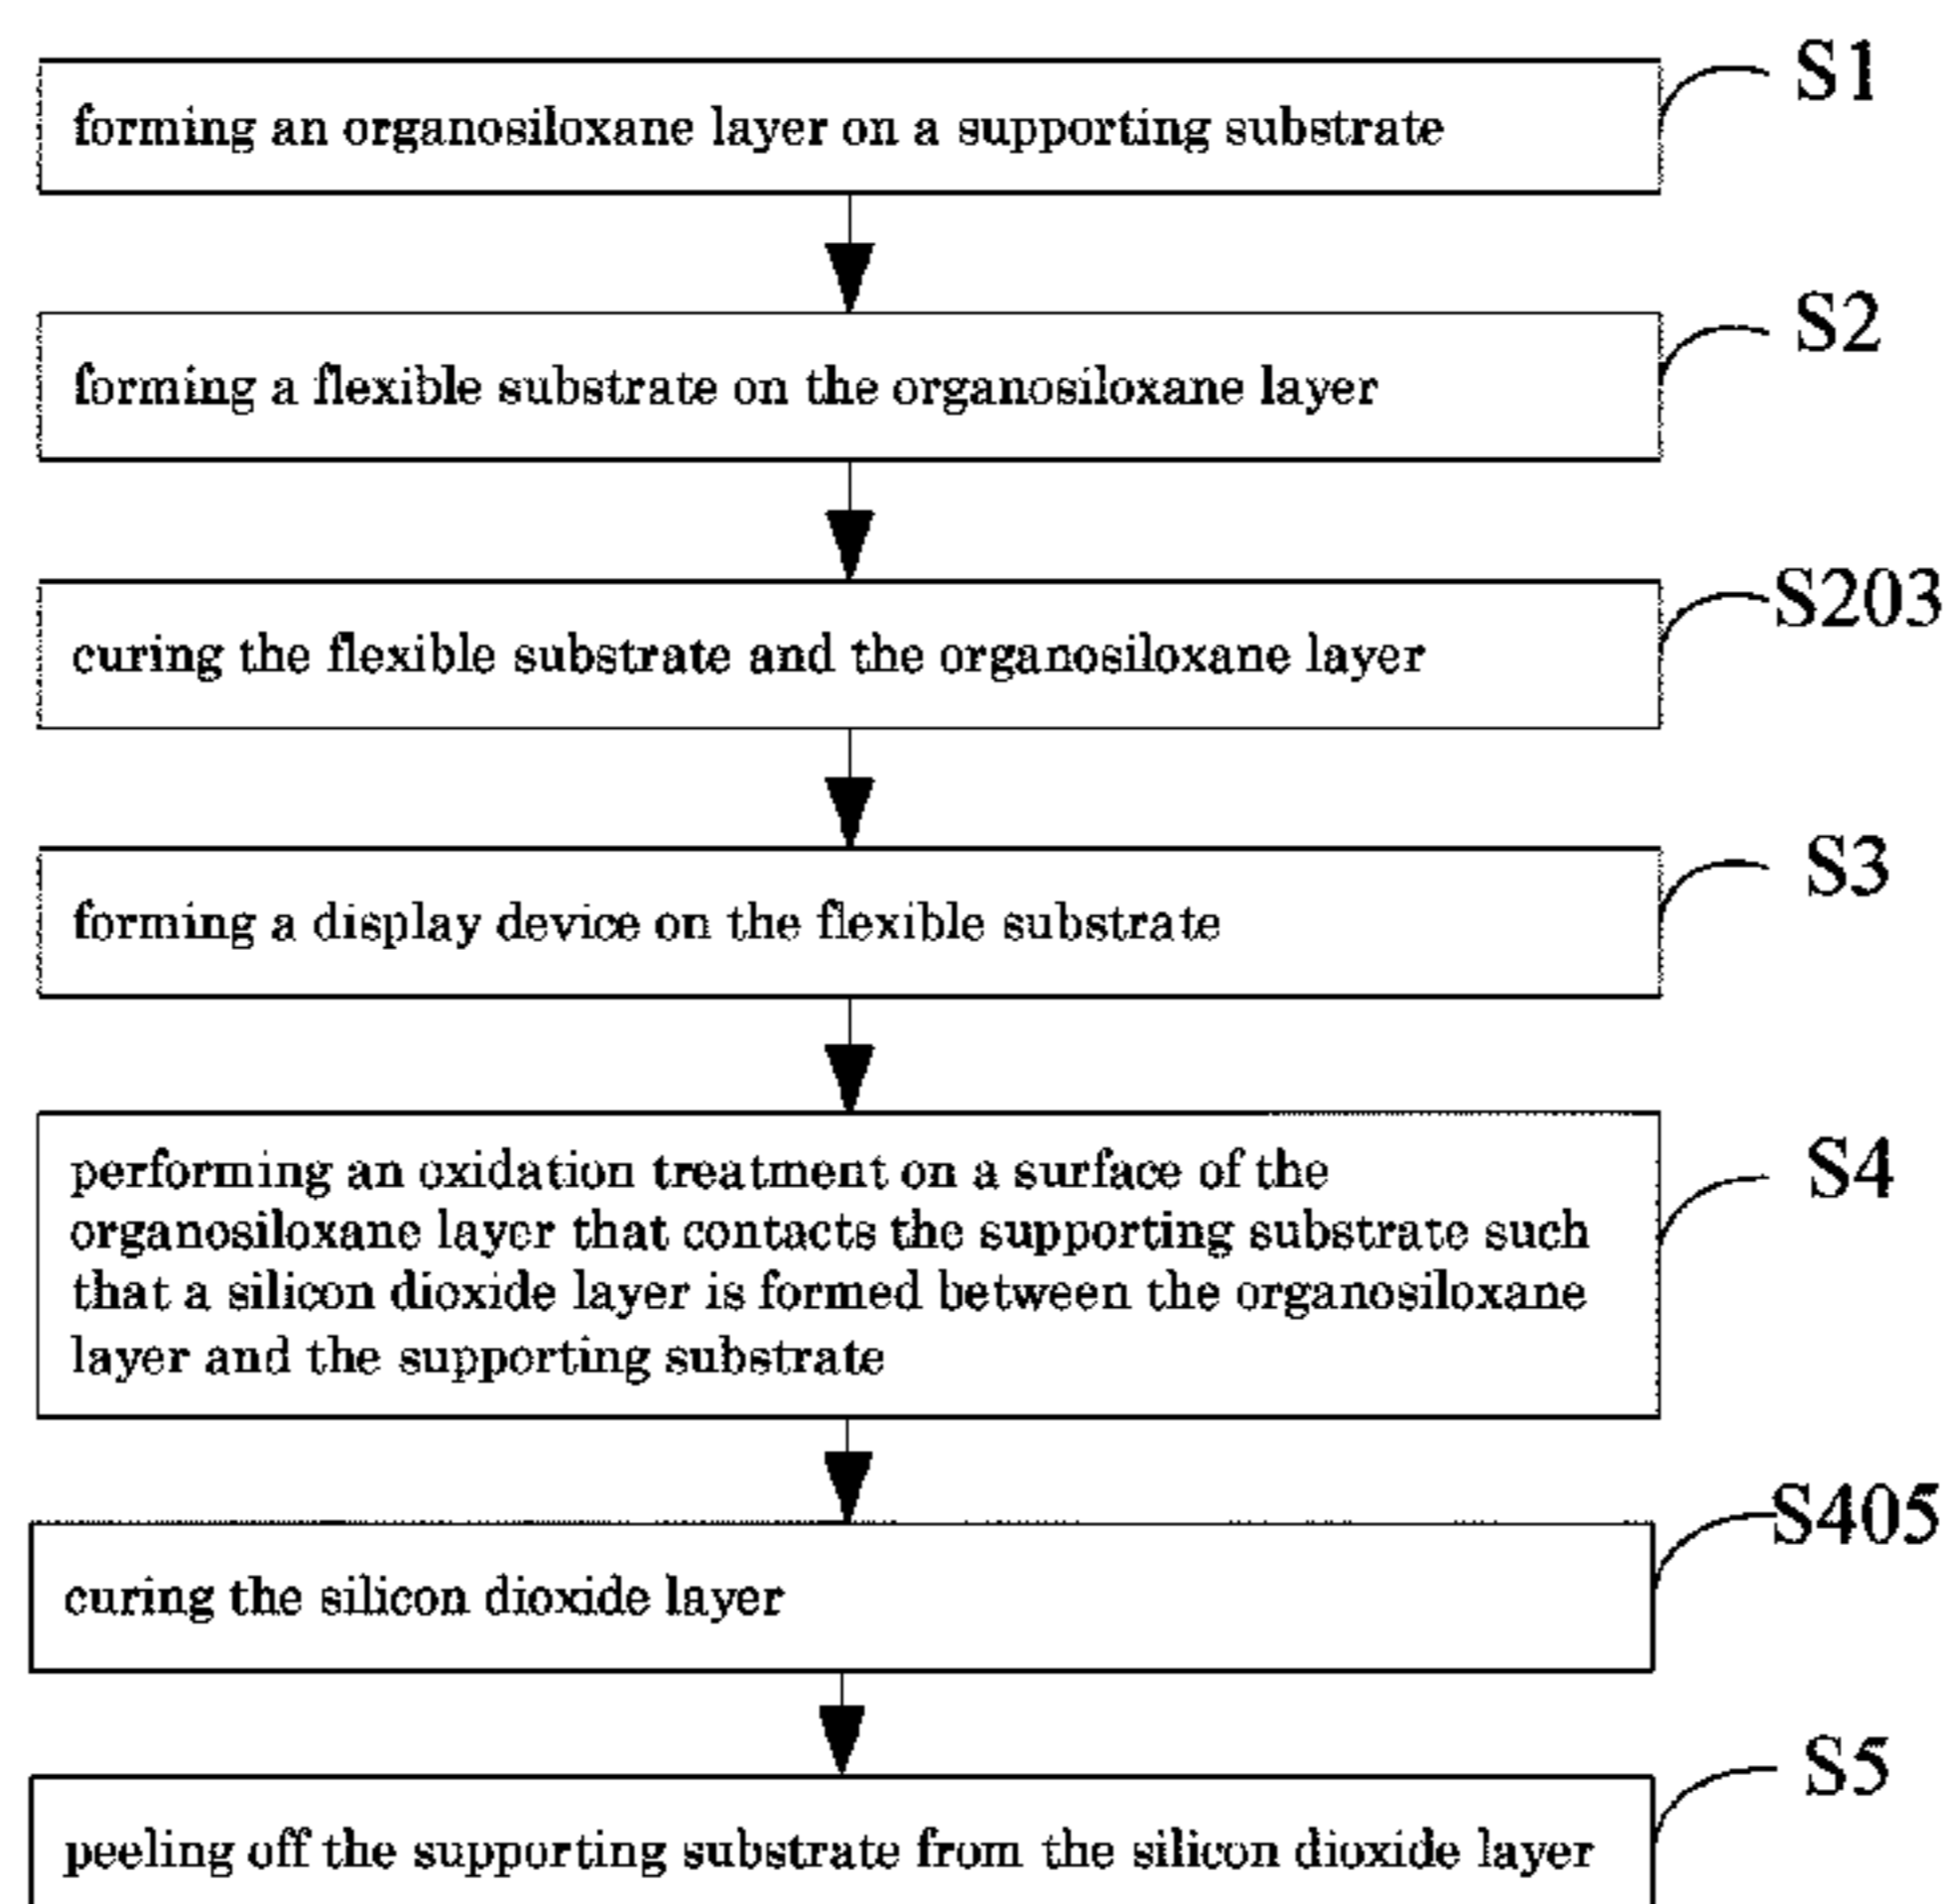 S1
forming an organosiloxane layer on a supporting substrate
S2
forming a flexible substrate on the organosiloxane layer
S203
curing the flexible substrate and the organosiloxane layer
S3
forming a display device on the flexible substrate
S4
performing an oxidation treatment on a surface of the
organosiloxane layer that contacts the supporting substrate such
that a silicon dioxide layer is formed between the organosiloxane
layer and the supporting substrate
S405
curing the silicon dioxide layer
S5
peeling off the supporting substrate from the silicon dioxide layer